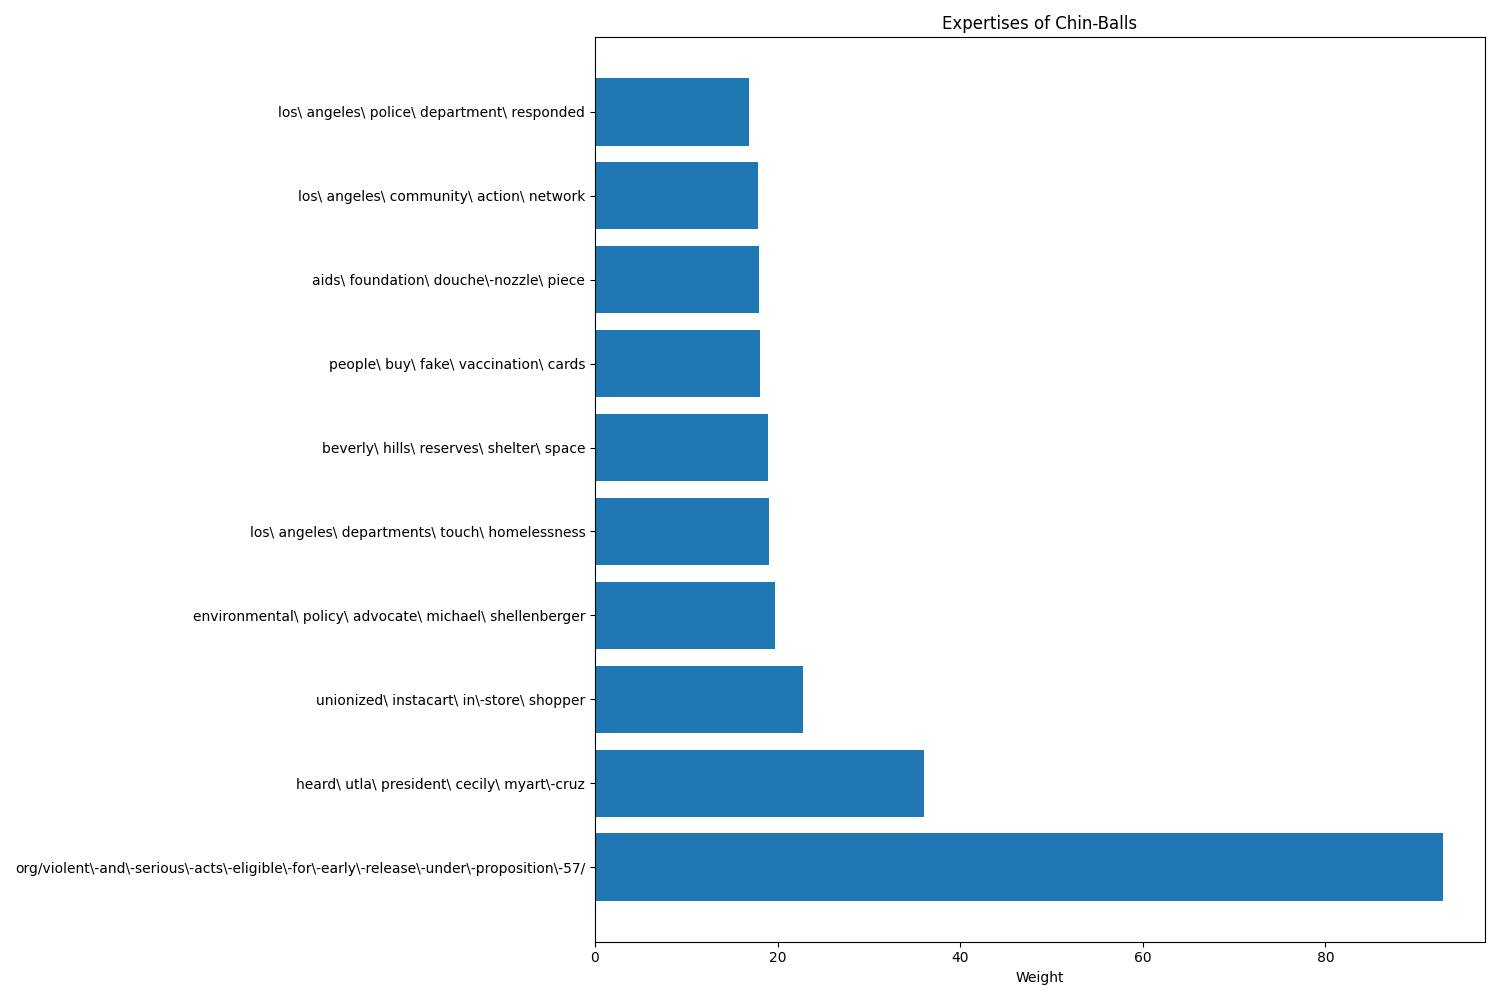 Expertises of Chin-Balls
los\ angeles\ police\ department\ responded
los\ angeles\ community\ action\ network
aids\ foundation\ douche\-nozzle\ piece
people\ buy\ fake\ vaccination\ cards
beverly\ hills\ reserves\ shelter\ space
los\ angeles\ departments\ touch\ homelessness
environmental\ policy\ advocate\ michael\ shellenberger
unionized\ instacart\ in\-store\ shopper
heard\ utla\ president\ cecily\ myart\-cruz
org/violent\-and\-serious\-acts\-eligible\-for\-early\-release\-under\-proposition\-57/
0 20 40 60 80
Weight